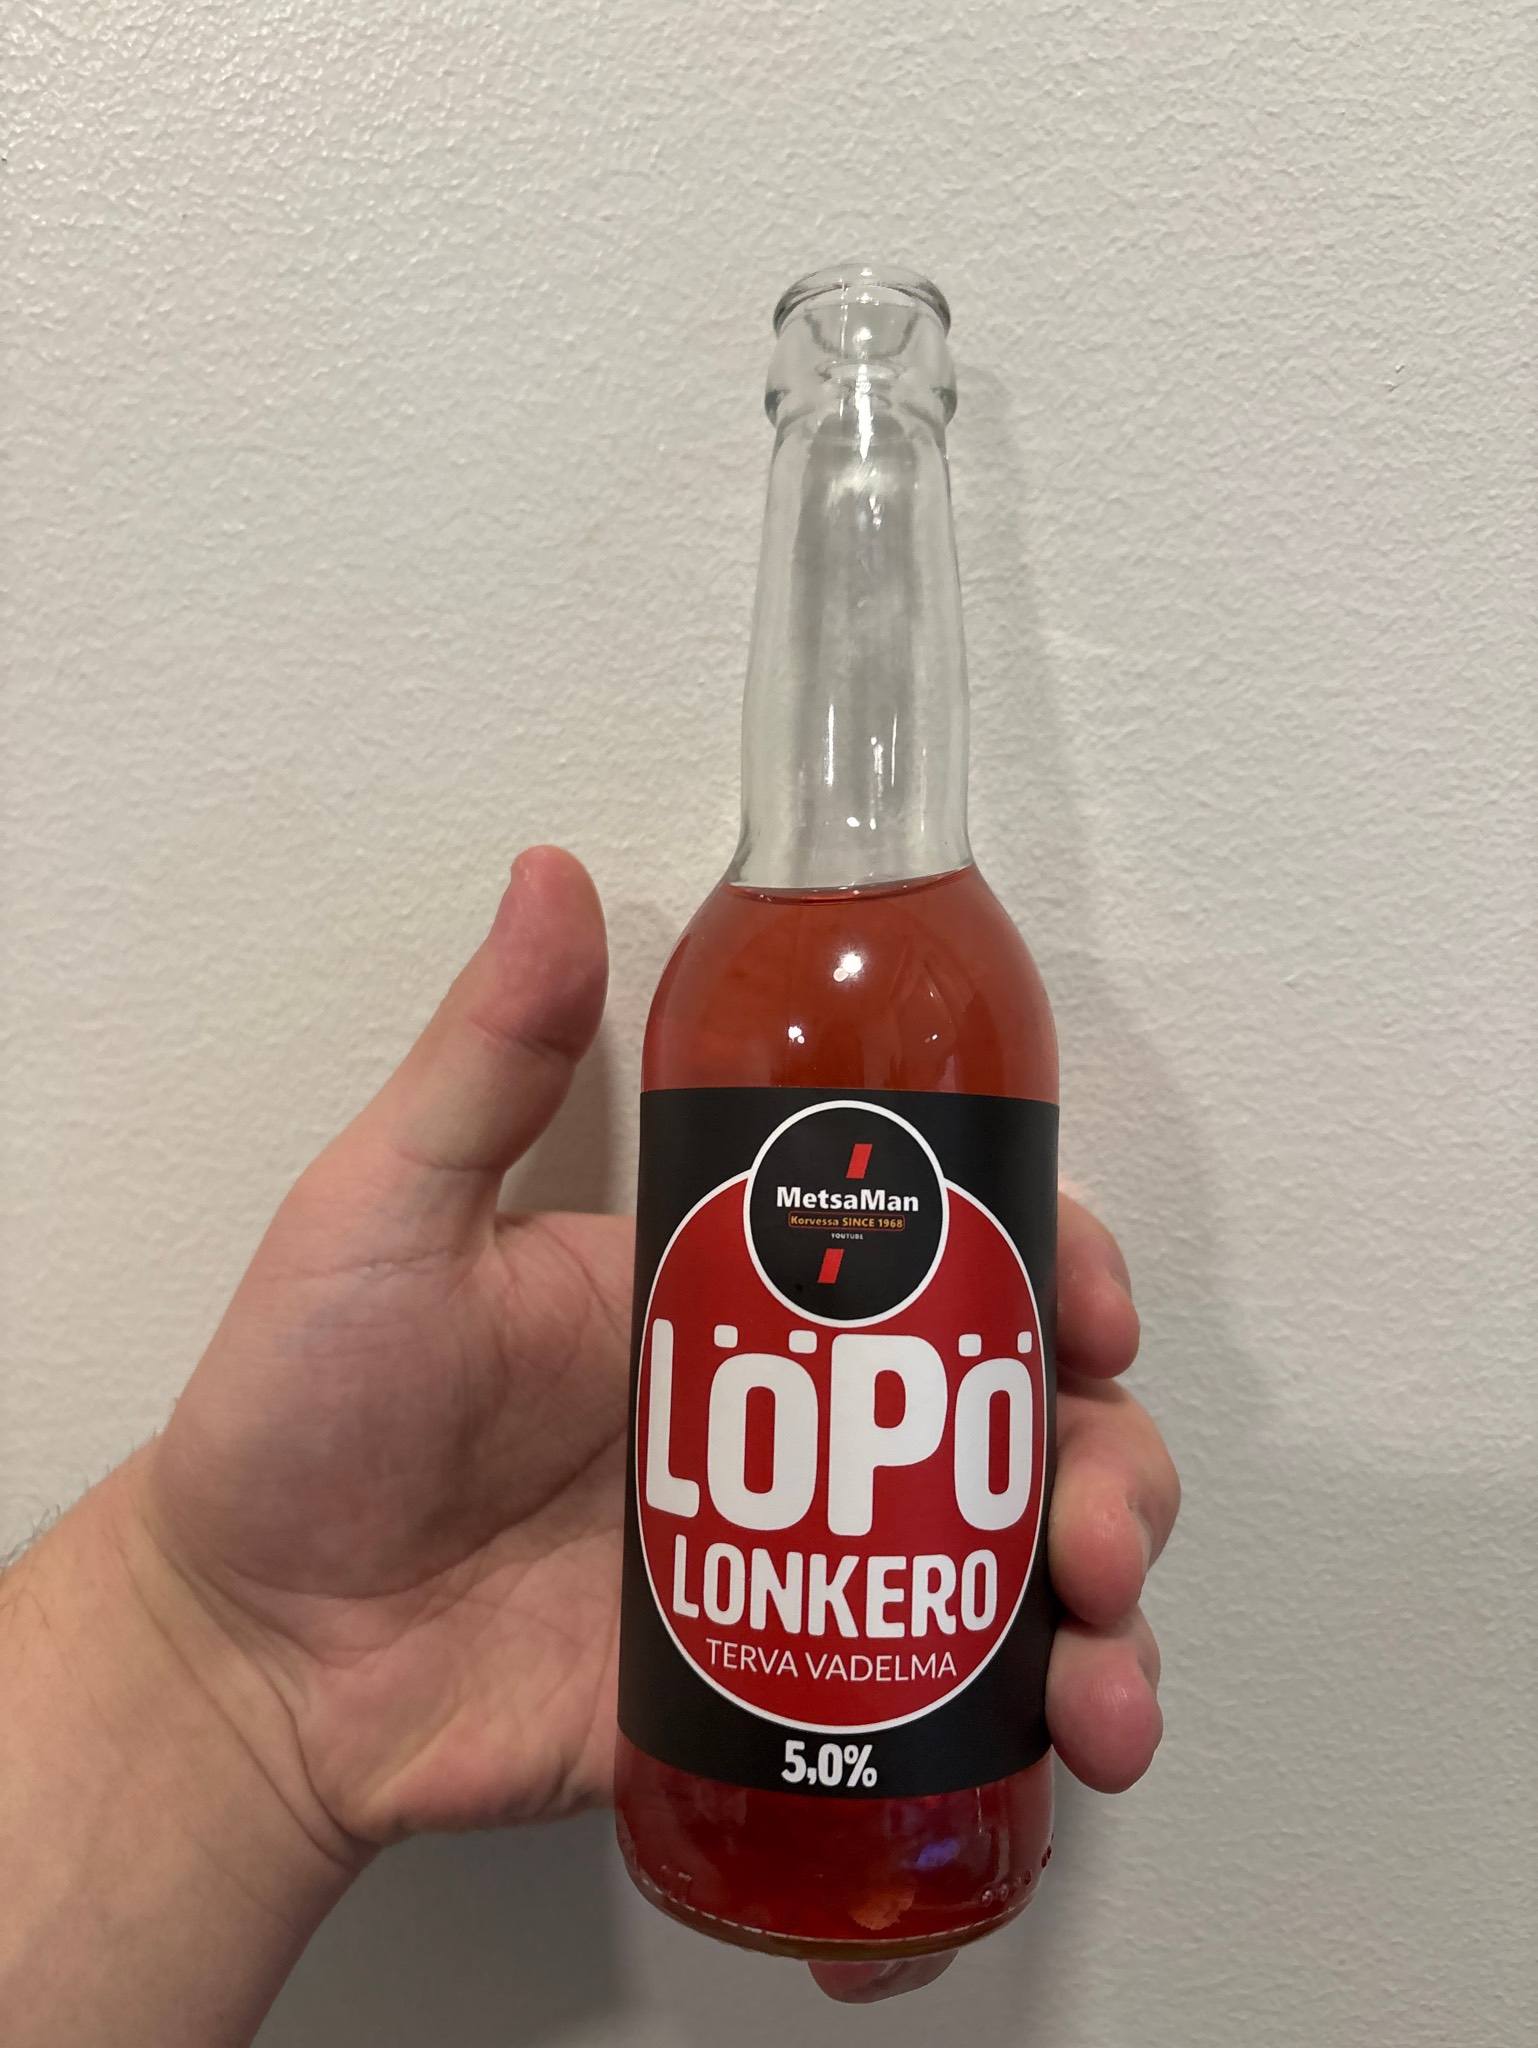 MetsaMan
Korvessa SINCE 1968
YOUTUBE
LöPö
LONKERO
TERVA VADELMA
5,0%